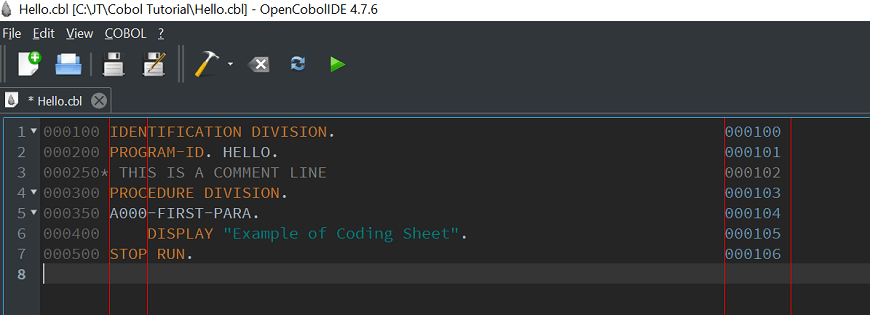 Hello.cbl [C:\JT\Cobol Tutorial\Hello.cbl] - OpenCobolIDE 4.7.6
File Edit View COBOL ?
* Hello.cbl
1 000100 IDENTIFICATION DIVISION. 000100
2 000200 PROGRAM-ID. HELLO. 000101
3 000250* THIS IS A COMMENT LINE 000102
4 000300 PROCEDURE DIVISION. 000103
5 000350 A000-FIRST-PARA. 000104
6 000400 DISPLAY "Example of Coding Sheet". 000105
7 000500 STOP RUN. 000106
8